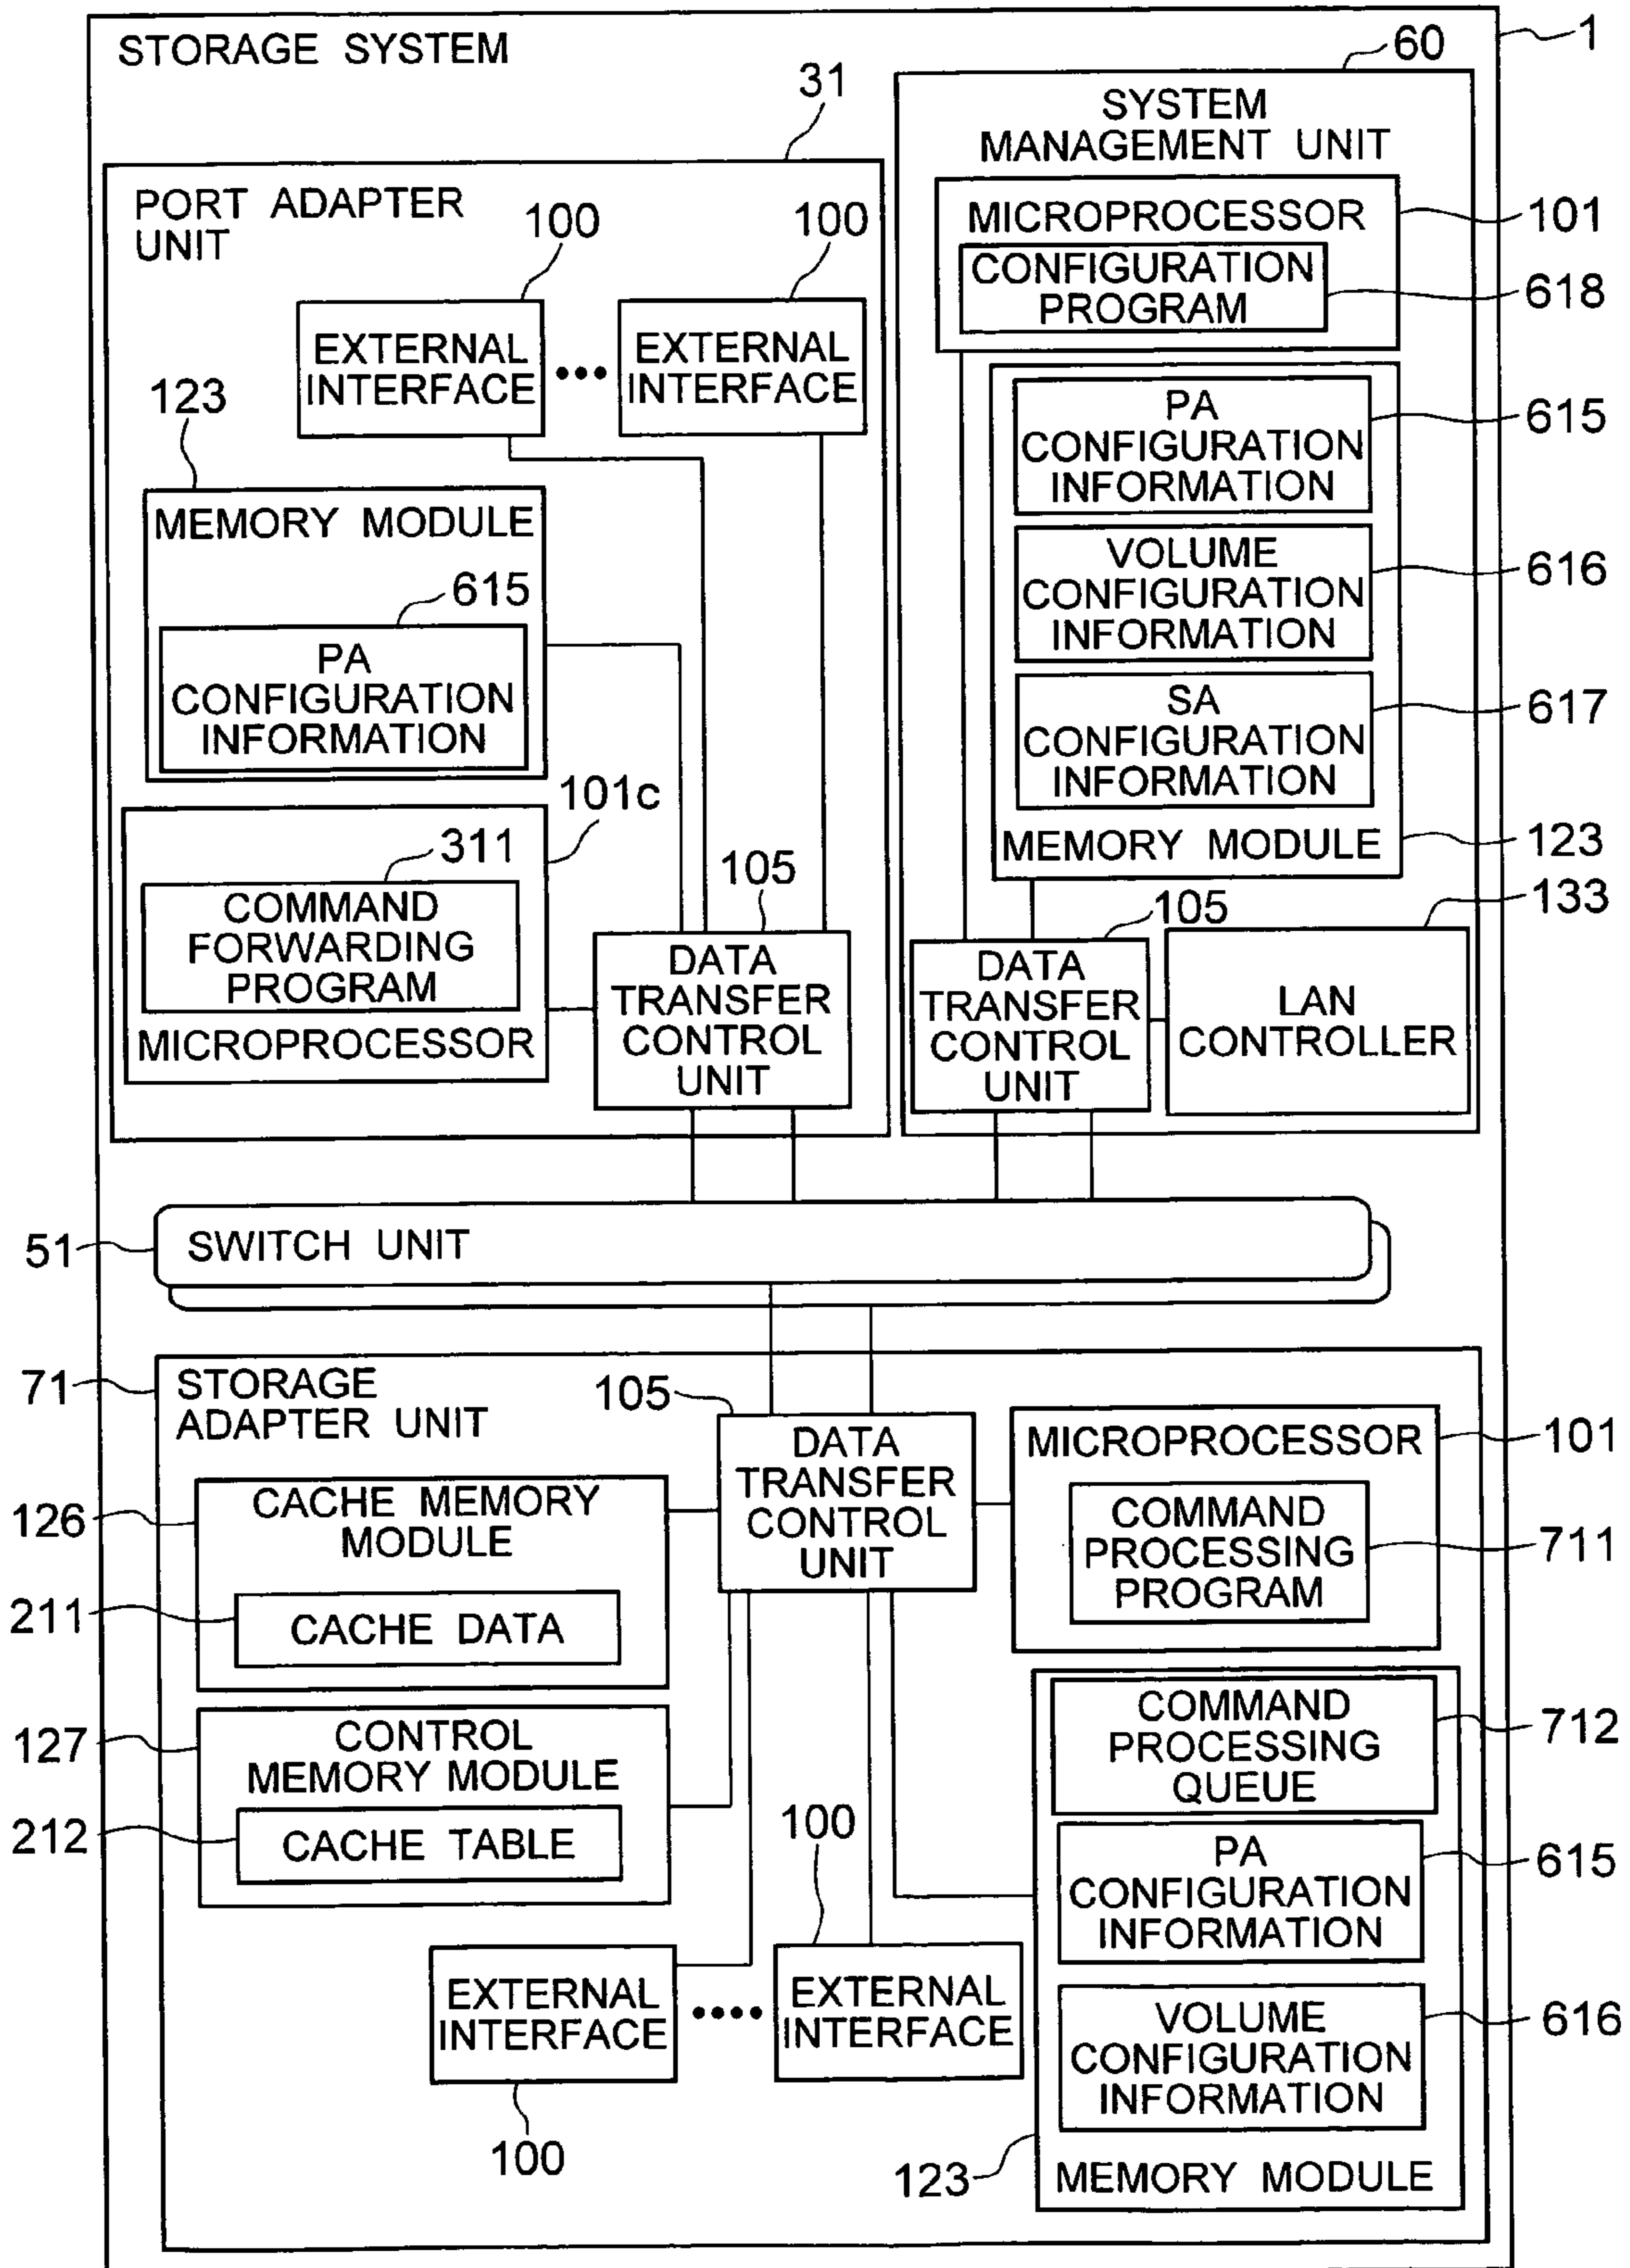 STORAGE SYSTEM
1
60
31
SYSTEM
MANAGEMENT UNIT
PORT ADAPTER
UNIT
100
100
MICROPROCESSOR
101
CONFIGURATION
PROGRAM
618
EXTERNAL
INTERFACE
EXTERNAL
INTERFACE
123
PA
CONFIGURATION
INFORMATION
615
MEMORY MODULE
VOLUME
CONFIGURATION
INFORMATION
616
615
PA
CONFIGURATION
INFORMATION
SA
CONFIGURATION
INFORMATION
617
101c
MEMORY MODULE
123
311
COMMAND
FORWARDING
PROGRAM
MICROPROCESSOR
105
DATA
TRANSFER
CONTROL
UNIT
105
133
DATA
TRANSFER
CONTROL
UNIT
LAN
CONTROLLER
51
SWITCH UNIT
71
STORAGE
ADAPTER UNIT
105
DATA
TRANSFER
CONTROL
UNIT
MICROPROCESSOR
101
COMMAND
PROCESSING
PROGRAM
711
126
CACHE MEMORY
MODULE
211
CACHE DATA
127
CONTROL
MEMORY MODULE
212
CACHE TABLE
COMMAND
PROCESSING
QUEUE
712
100
PA
CONFIGURATION
INFORMATION
615
EXTERNAL
INTERFACE
EXTERNAL
INTERFACE
100
VOLUME
CONFIGURATION
INFORMATION
616
123
MEMORY MODULE